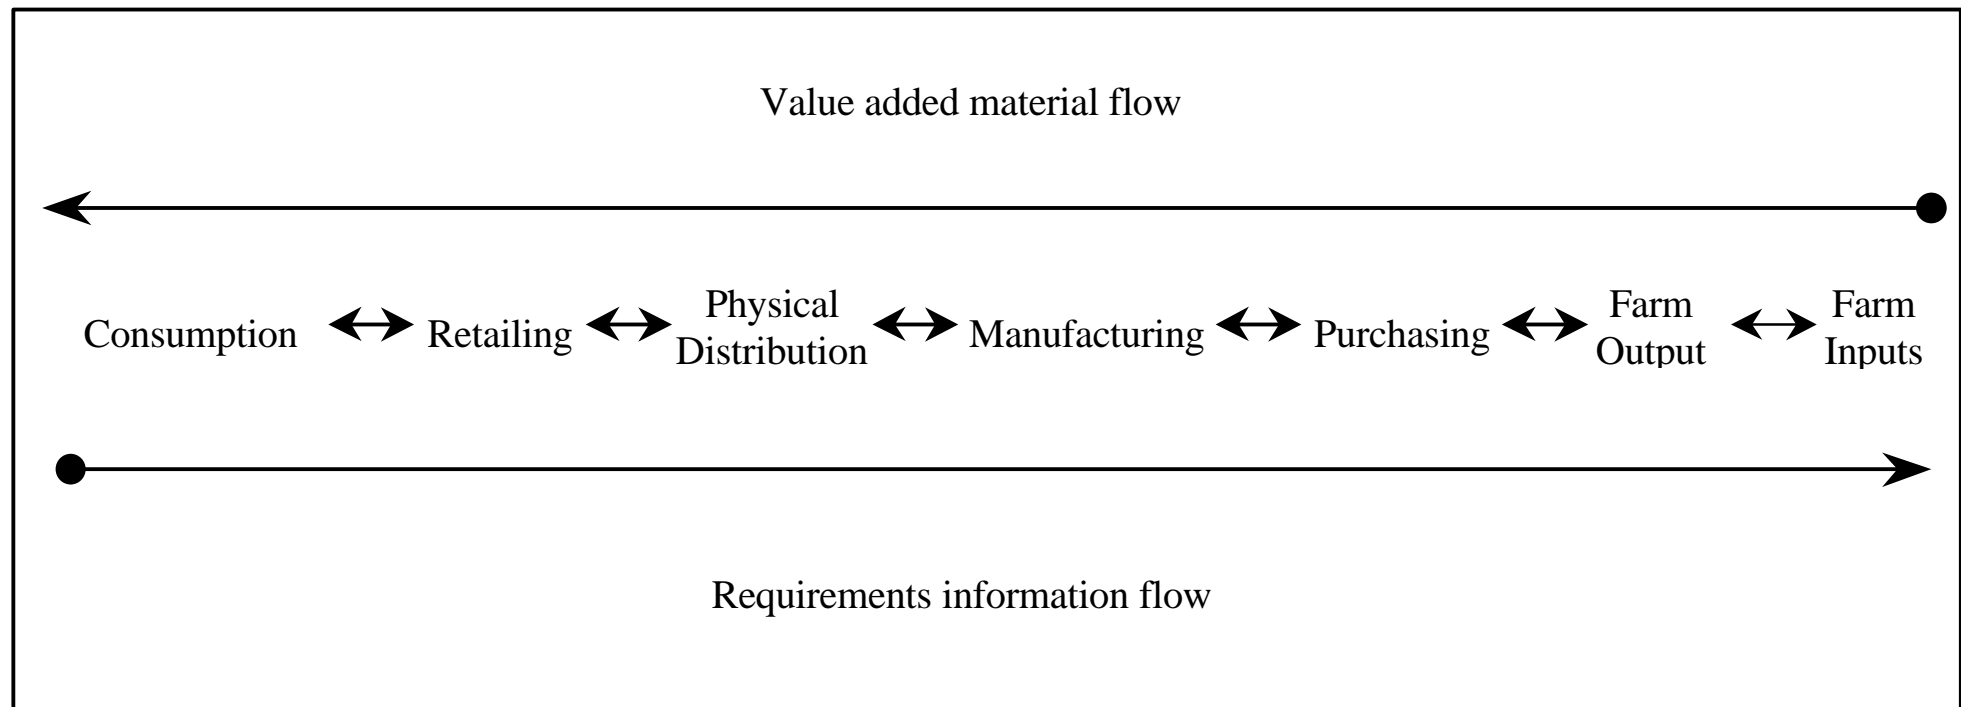 Value added material flow
Consumption
Retailing
Physical
Distribution
Manufacturing
Purchasing
Farm
Output
Farm
Inputs
Requirements information flow